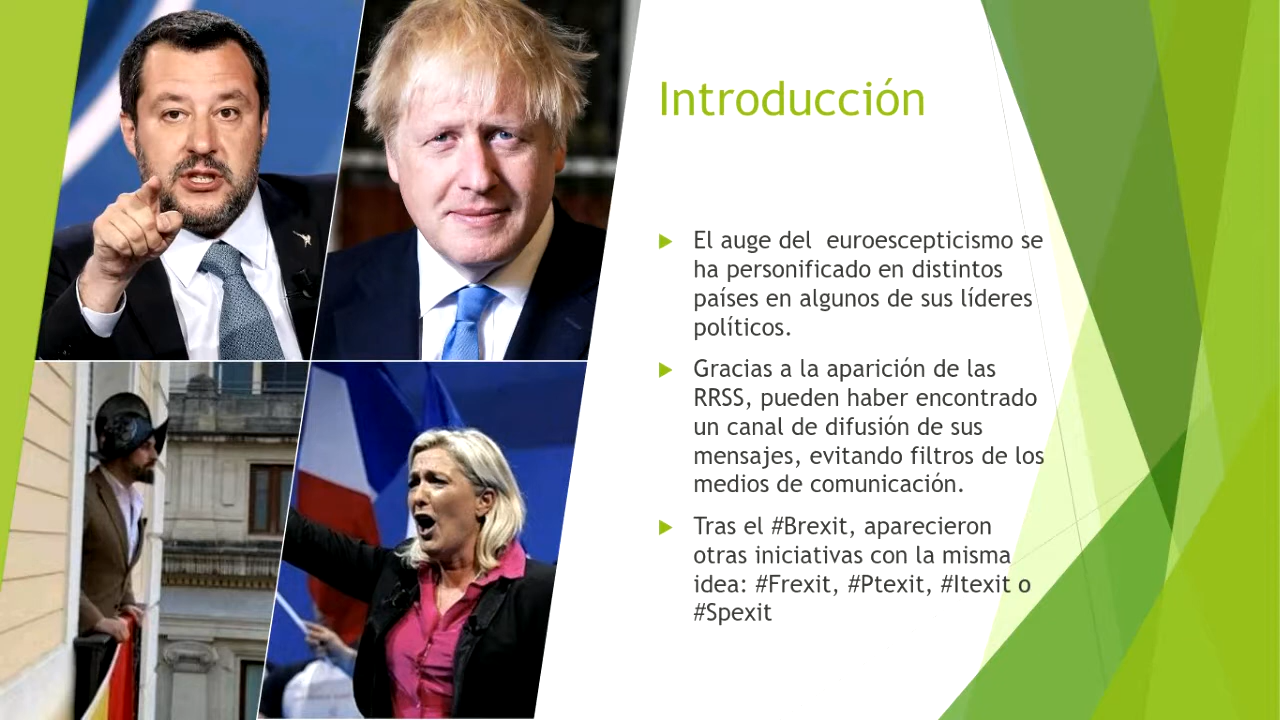 Introducción
El auge del  euroescepticismo se
ha personificado en distintos
países en algunos de sus líderes
políticos.
Gracias a la aparición de las
RRSS, pueden haber encontrado
un canal de difusión de sus
mensajes, evitando filtros de los
medios de comunicación.
Tras el #Brexit, aparecieron
otras iniciativas con la misma
idea: #Frexit, #Ptexit, #Itexit o
#Spexit